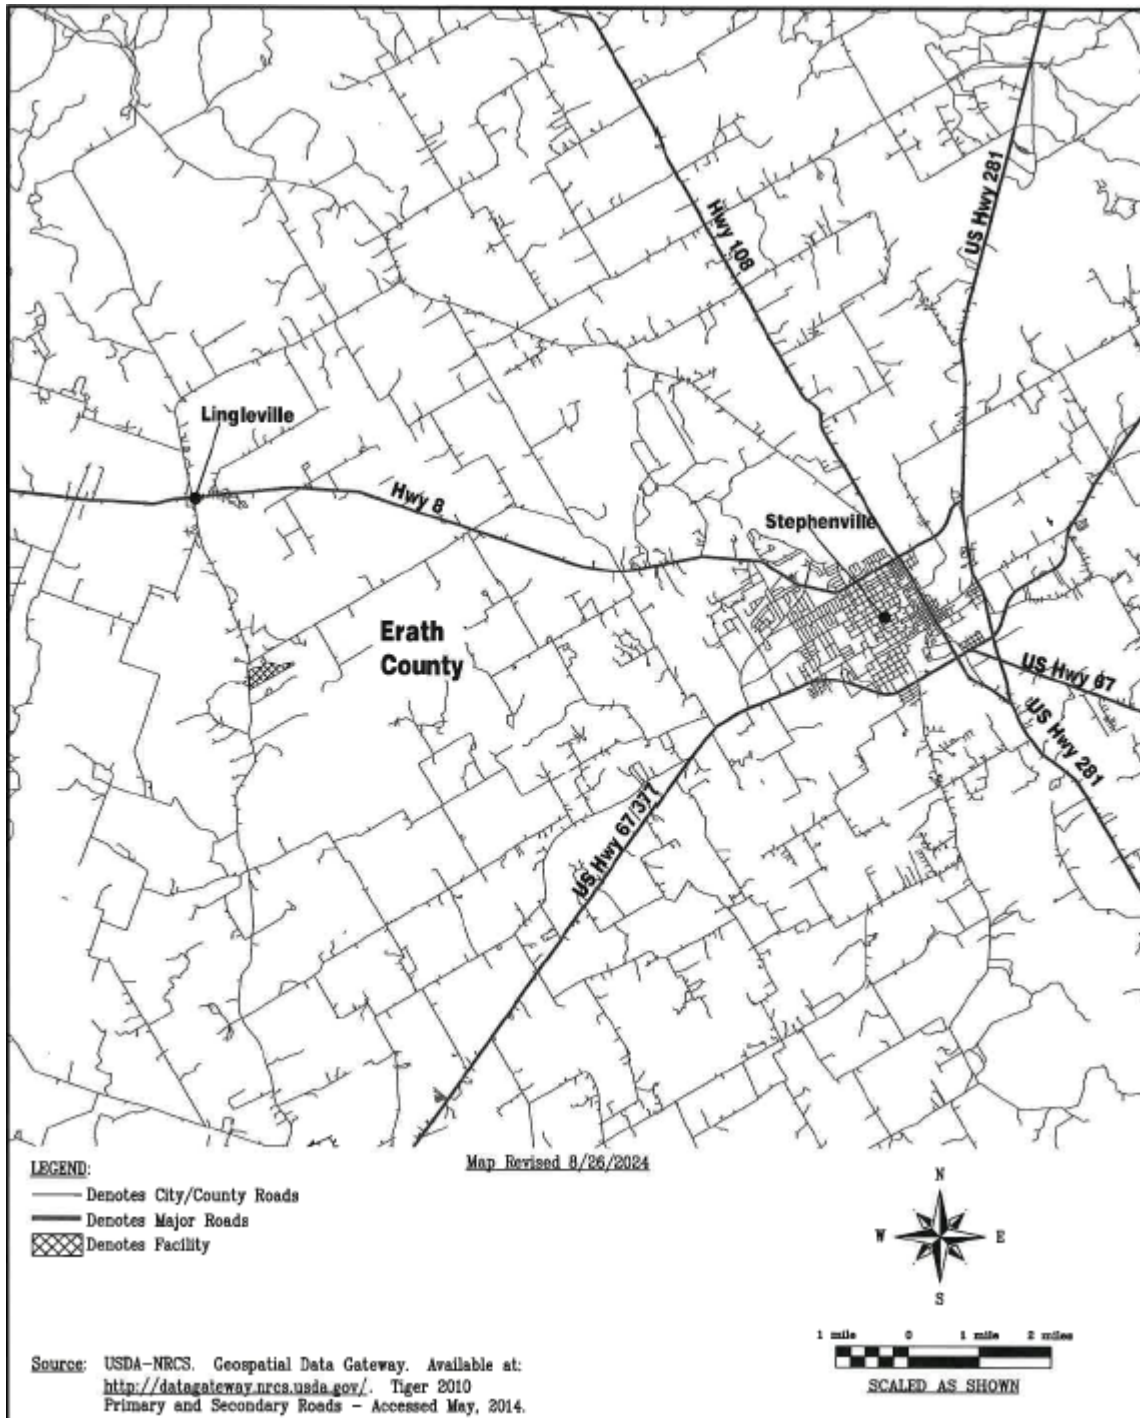 Hwy 108
US Hwy 281
Lingleville
Hwy 8
Stephenville
Erath
County
US Hwy 67
US Hwy 281
US Hwy 67/377
Map Revised 8/26/2024
LEGEND:
Denotes City/County Roads
Denotes Major Roads
Denotes Facility
N
W E
S
1 mile 0 1 mile 2 miles
SCALED AS SHOWN
Source: USDA-NRCS. Geospatial Data Gateway. Available at:
http://datagateway.nrcs.usda.gov/. Tiger 2010
Primary and Secondary Roads - Accessed May, 2014.